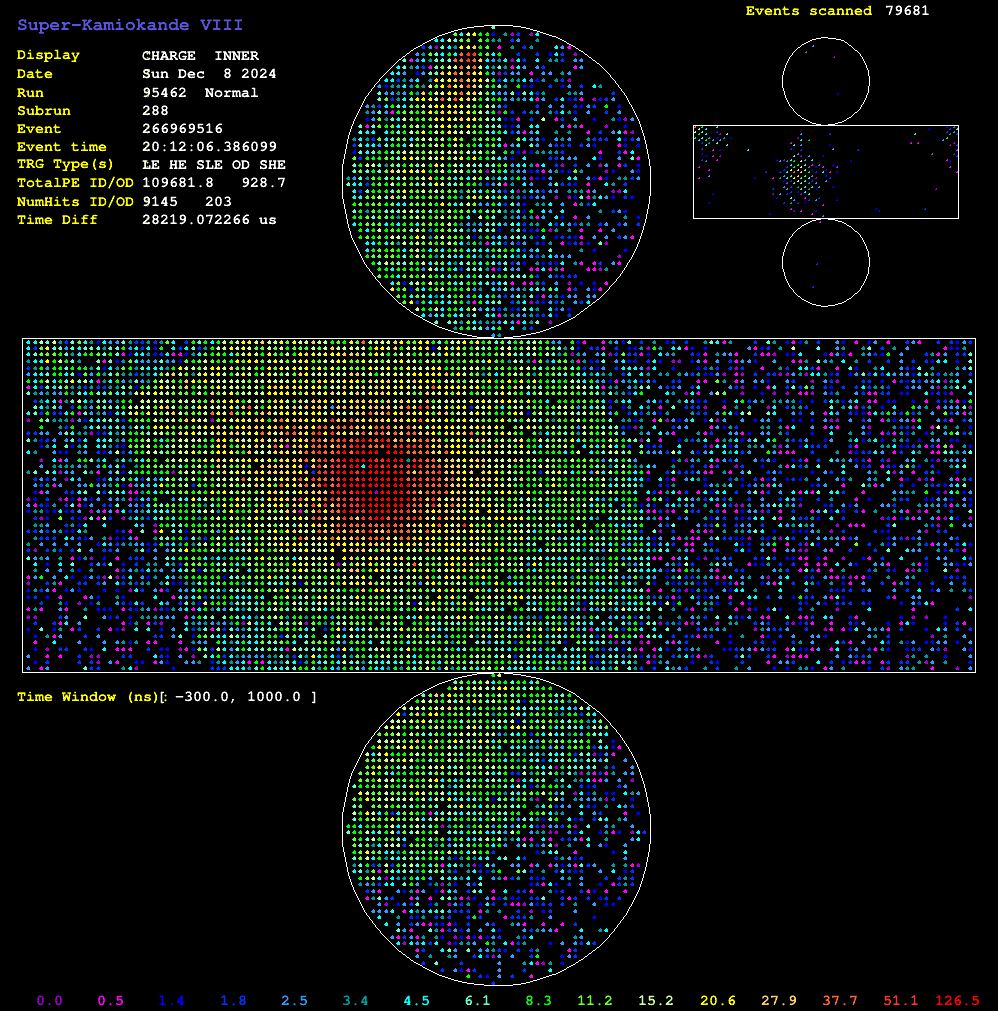 Super-Kamiokande VIII
Events scanned 79681
Display CHARGE INNER
Date Sun Dec 8 2024
Run 95462 Normal
Subrun 288
Event 266969516
Event time 20:12:06.386099
TRG Type(s) LE HE SLE OD SHE
TotalPE ID/OD 109681.8 928.7
NumHits ID/OD 9145 203
Time Diff 28219.072266 us
Time Window (ns)[: −300.0, 1000.0 ]
0.0 0.5 1.4 1.8 2.5 3.4 4.5 6.1 8.3 11.2 15.2 20.6 27.9 37.7 51.1 126.5